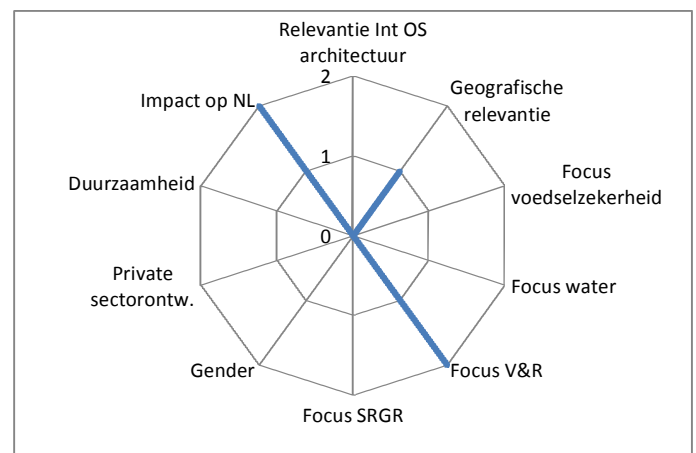 Relevantie Int OS
architectuur
Geografische
relevantie
Focus
voedselzekerheid
Focus water
Focus V&R
Focus SRGR
Gender
Private
sectorontw.
Duurzaamheid
Impact op NL
2
1
0